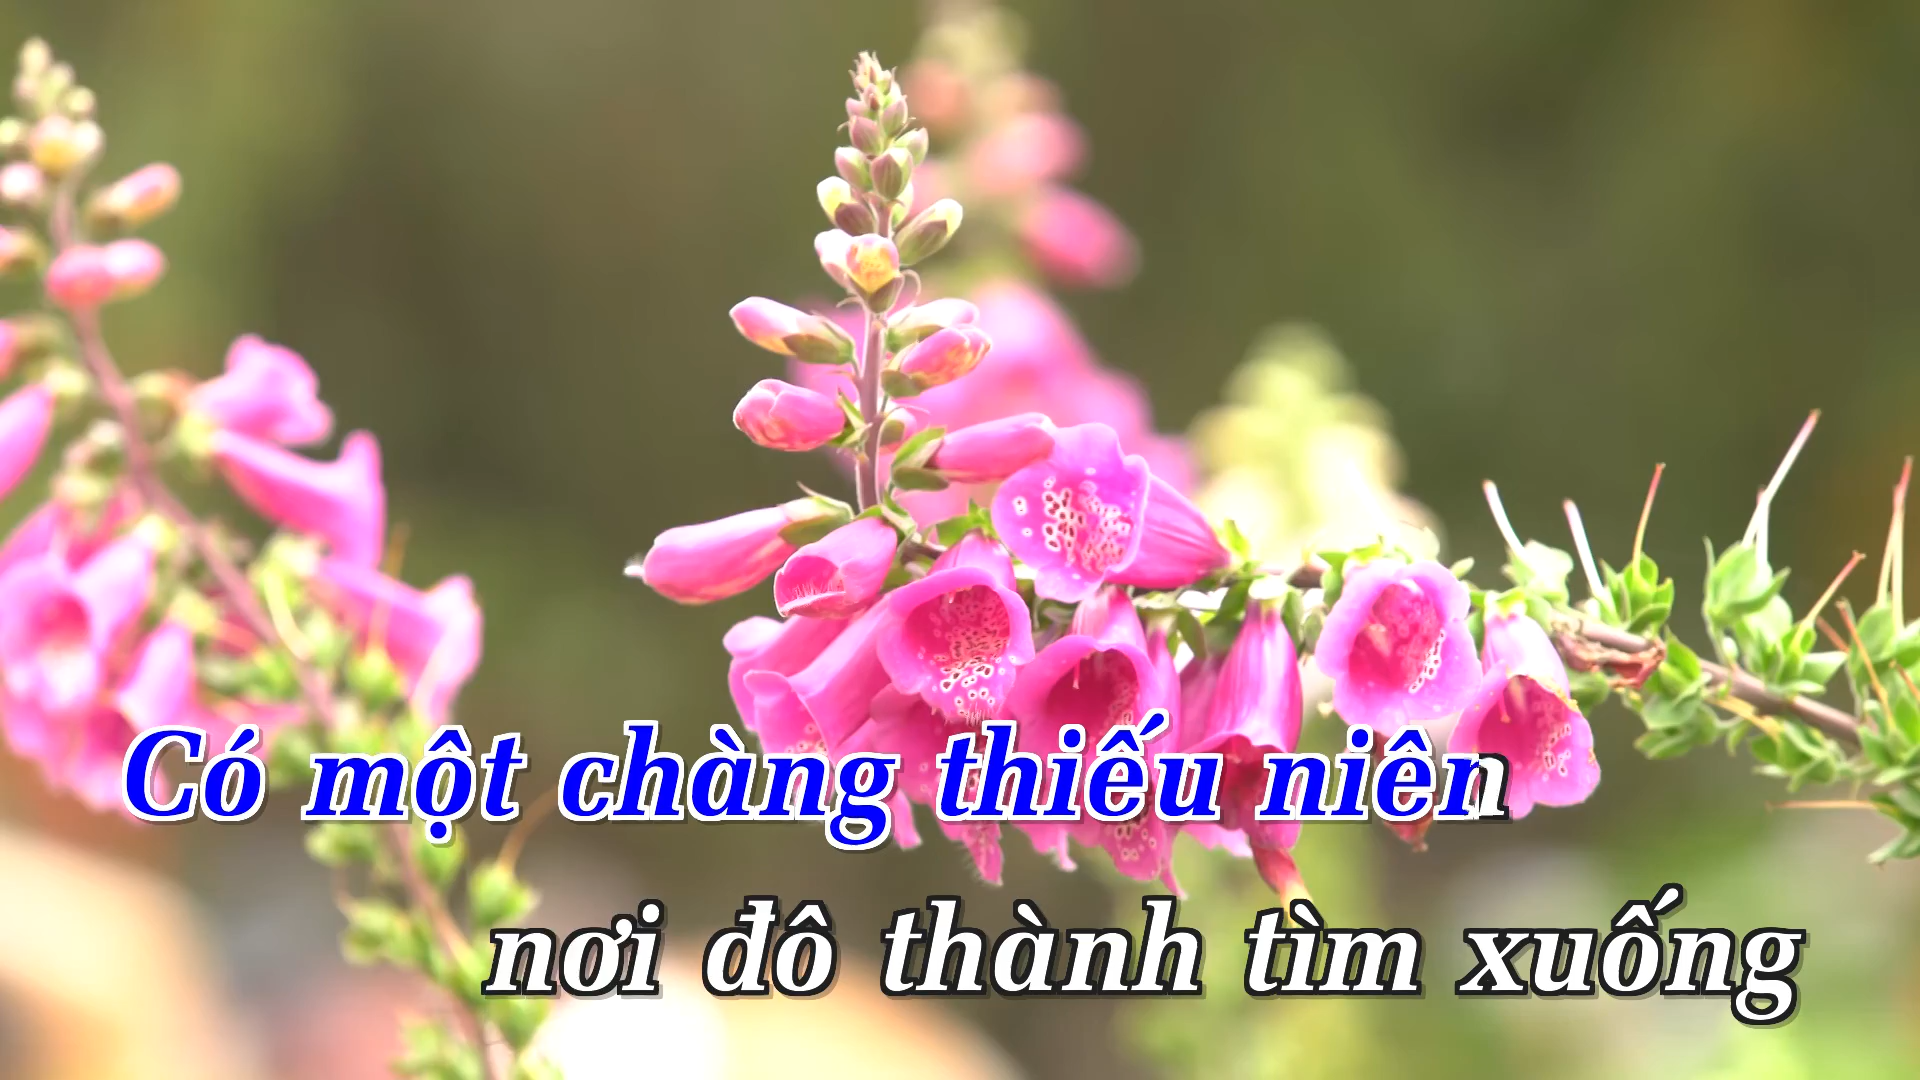 Có một chàng thiếu niên
nơi đô thành tìm xuống